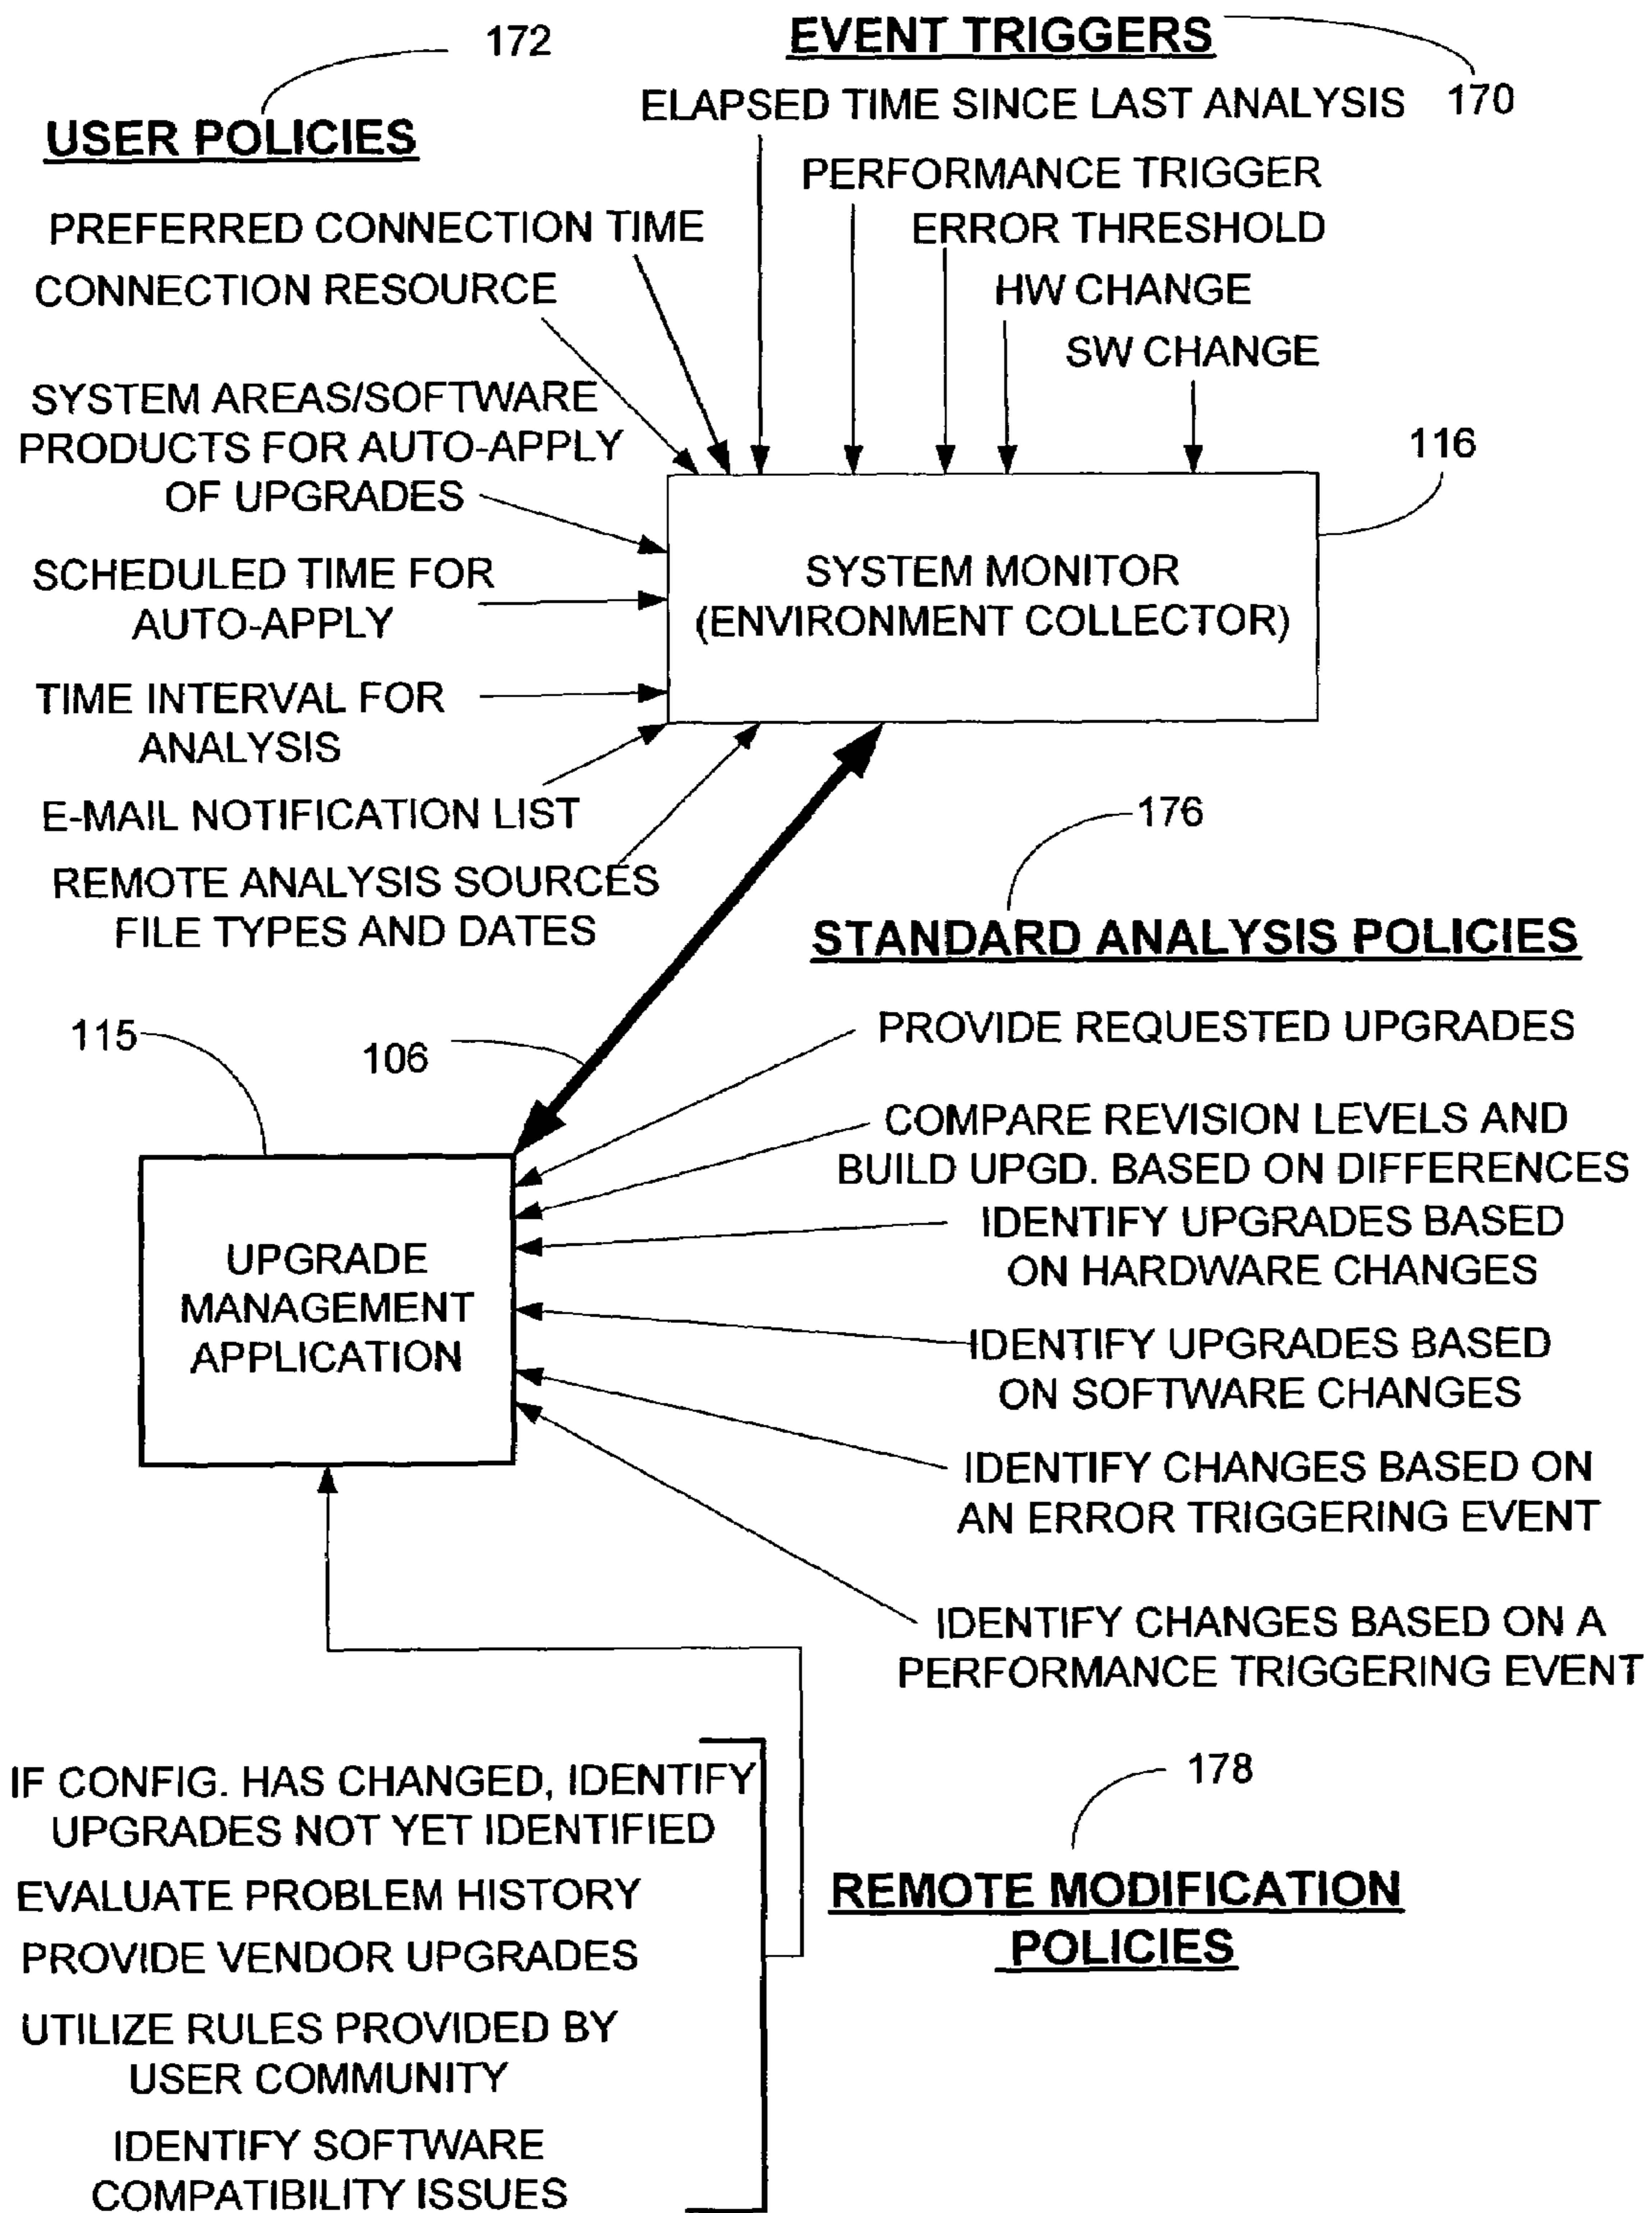 172
EVENT TRIGGERS
170
ELAPSED TIME SINCE LAST ANALYSIS
PERFORMANCE TRIGGER
ERROR THRESHOLD
HW CHANGE
SW CHANGE
USER POLICIES
PREFERRED CONNECTION TIME
CONNECTION RESOURCE
SYSTEM AREAS/SOFTWARE
PRODUCTS FOR AUTO-APPLY
OF UPGRADES
SCHEDULED TIME FOR
AUTO-APPLY
TIME INTERVAL FOR
ANALYSIS
E-MAIL NOTIFICATION LIST
REMOTE ANALYSIS SOURCES
FILE TYPES AND DATES
116
SYSTEM MONITOR
(ENVIRONMENT COLLECTOR)
176
STANDARD ANALYSIS POLICIES
PROVIDE REQUESTED UPGRADES
COMPARE REVISION LEVELS AND
BUILD UPGD. BASED ON DIFFERENCES
IDENTIFY UPGRADES BASED
ON HARDWARE CHANGES
IDENTIFY UPGRADES BASED
ON SOFTWARE CHANGES
IDENTIFY CHANGES BASED ON
AN ERROR TRIGGERING EVENT
IDENTIFY CHANGES BASED ON A
PERFORMANCE TRIGGERING EVENT
115
106
UPGRADE
MANAGEMENT
APPLICATION
IF CONFIG. HAS CHANGED, IDENTIFY
UPGRADES NOT YET IDENTIFIED
EVALUATE PROBLEM HISTORY
PROVIDE VENDOR UPGRADES
UTILIZE RULES PROVIDED BY
USER COMMUNITY
IDENTIFY SOFTWARE
COMPATIBILITY ISSUES
178
REMOTE MODIFICATION
POLICIES